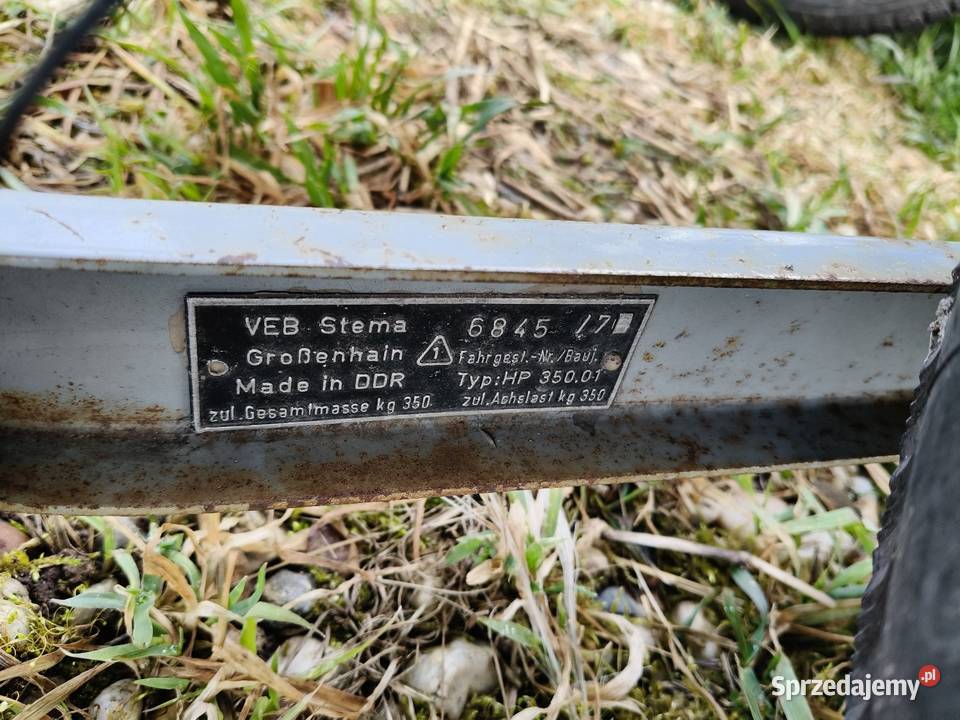 VEB Stema
Großenhain
Made in DDR
zul. Gesamtmasse kg 350
1
6845 /7
Fahrgest.-Nr./Bauj.
Typ: HP 350.01
zul. Achslast kg 350
Sprzedajemy.pl